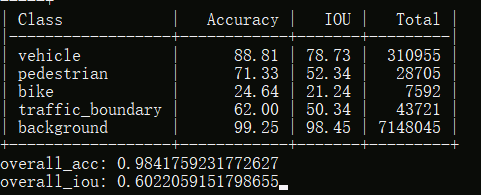 | Class | Accuracy | IOU | Total |
|------------------+----------+-------+---------|
| vehicle | 88.81 | 78.73 | 310955 |
| pedestrian | 71.33 | 52.34 | 28705 |
| bike | 24.64 | 21.24 | 7592 |
| traffic_boundary | 62.00 | 50.34 | 43721 |
| background | 99.25 | 98.45 | 7148045 |
+------------------+----------+-------+---------+
overall_acc: 0.9841759231772627
overall_iou: 0.6022059151798655